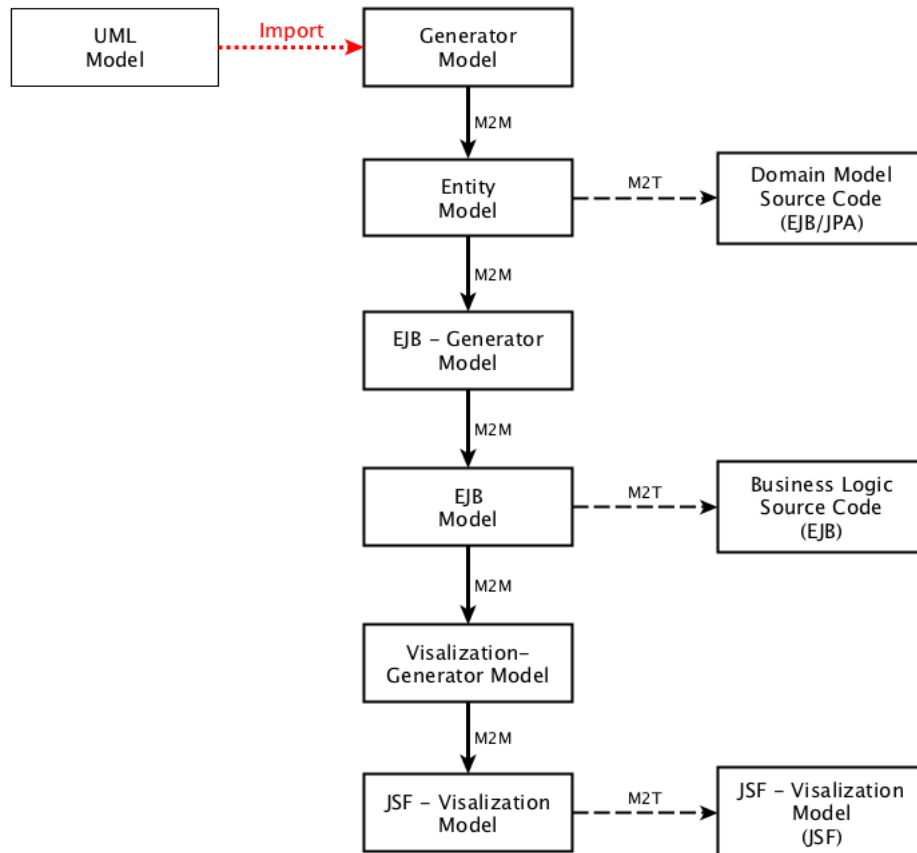 UML
Model
Import
Generator
Model
M2M
Entity
Model
M2T
Domain Model
Source Code
(EJB/JPA)
M2M
EJB – Generator
Model
M2M
EJB
Model
M2T
Business Logic
Source Code
(EJB)
M2M
Visalization–
Generator Model
M2M
JSF – Visalization
Model
M2T
JSF – Visalization
Model
(JSF)